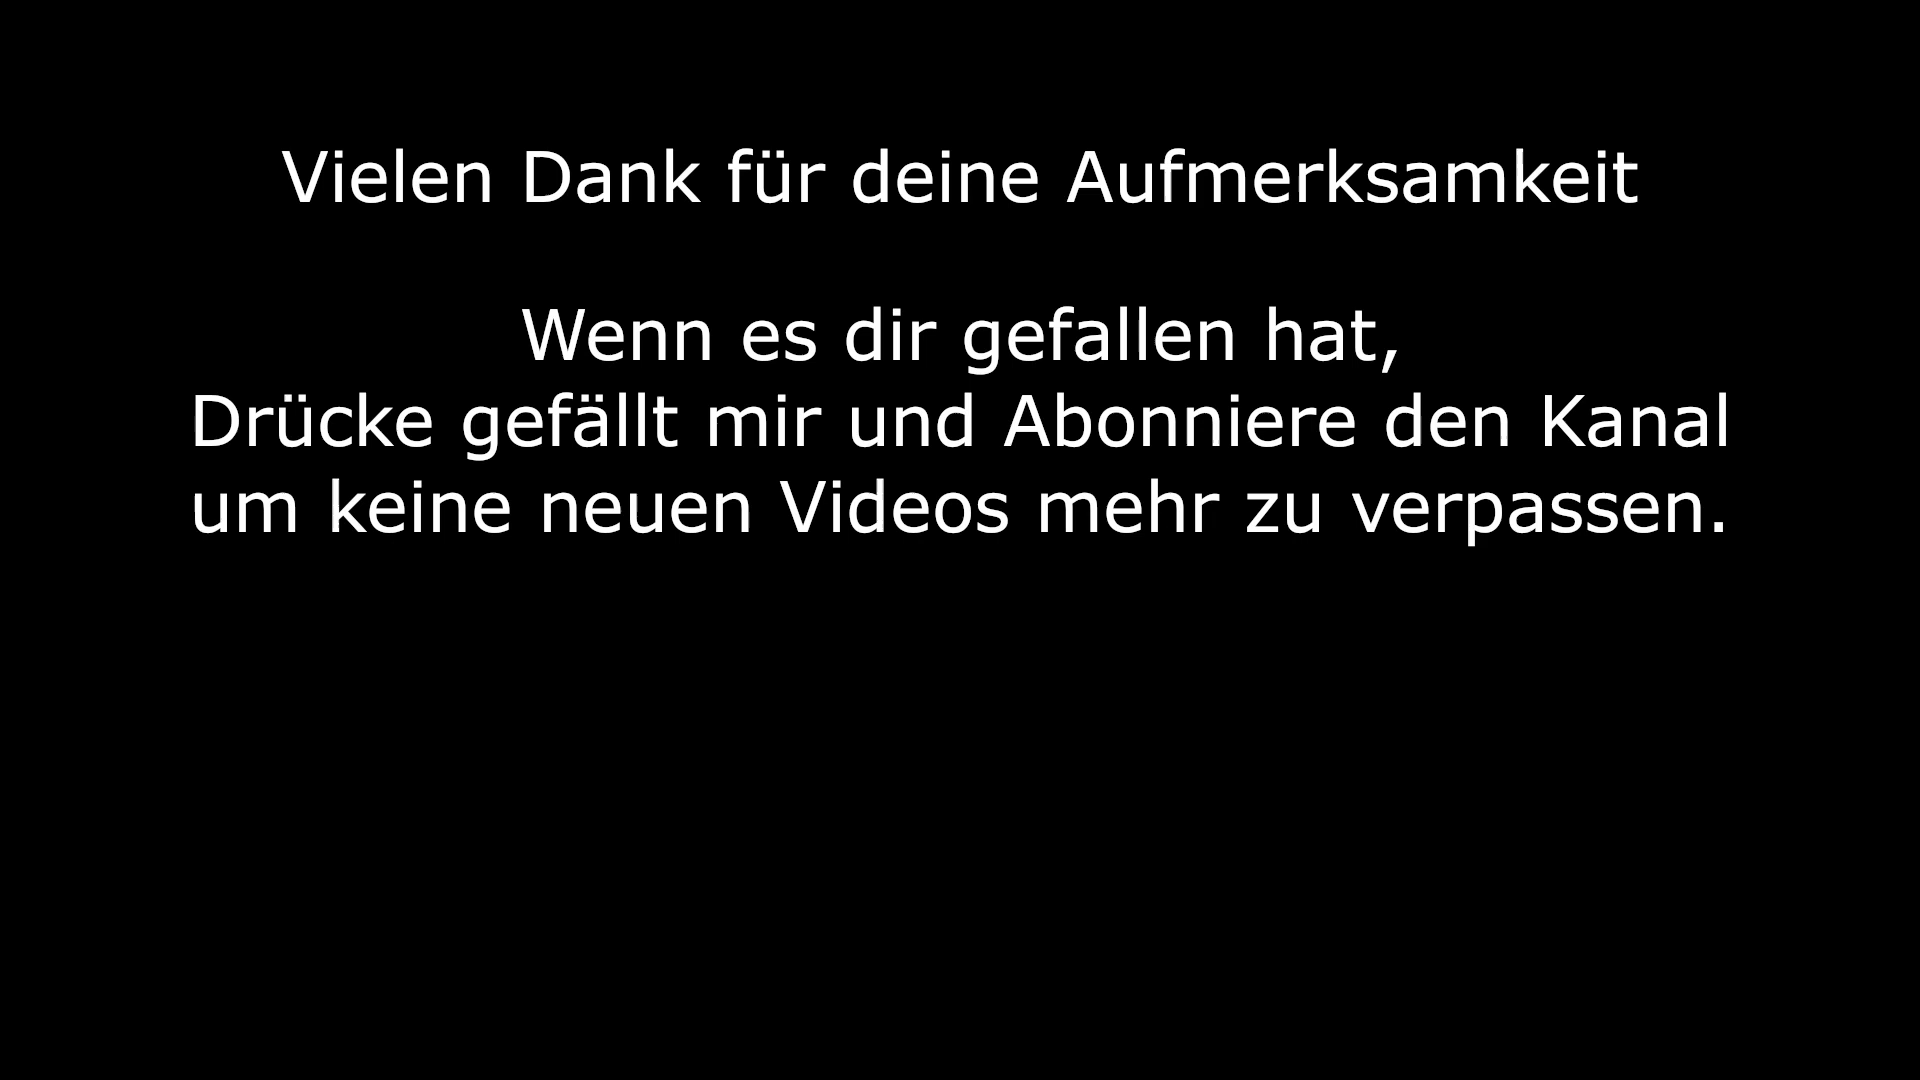 Vielen Dank für deine Aufmerksamkeit
Wenn es dir gefallen hat,
Drücke gefällt mir und Abonniere den Kanal
um keine neuen Videos mehr zu verpassen.